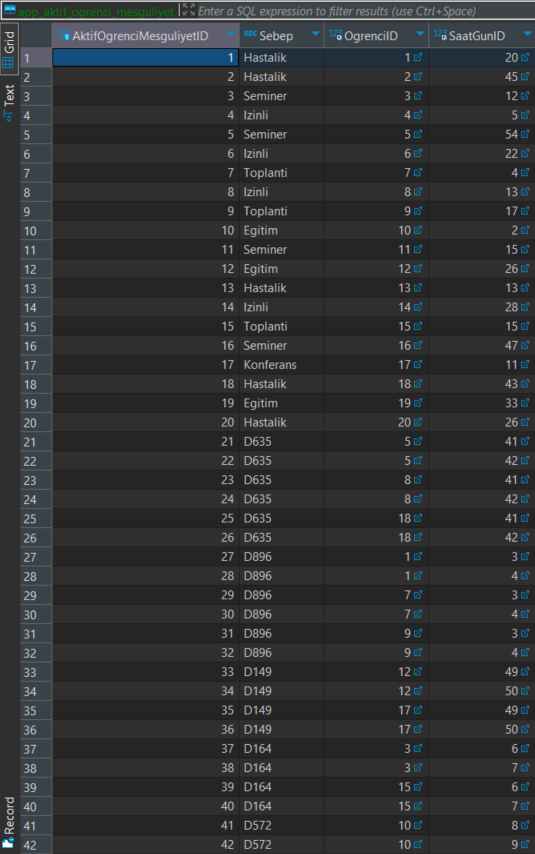 app_aktif_ogrenci_mesguliyet Enter a SQL expression to filter results (use Ctrl+Space)
Grid
Text
Record
AktifOgrenciMesguliyetID ABC Sebep 123 OgrenciID 123 SaatGunID
1 1 Hastalik 1 20
2 2 Hastalik 2 45
3 3 Seminer 3 12
4 4 Izinli 4 5
5 5 Seminer 5 54
6 6 Izinli 6 22
7 7 Toplanti 7 4
8 8 Izinli 8 13
9 9 Toplanti 9 17
10 10 Egitim 10 2
11 11 Seminer 11 15
12 12 Egitim 12 26
13 13 Hastalik 13 13
14 14 Izinli 14 28
15 15 Toplanti 15 15
16 16 Seminer 16 47
17 17 Konferans 17 11
18 18 Hastalik 18 43
19 19 Egitim 19 33
20 20 Hastalik 20 26
21 21 D635 5 41
22 22 D635 5 42
23 23 D635 8 41
24 24 D635 8 42
25 25 D635 18 41
26 26 D635 18 42
27 27 D896 1 3
28 28 D896 1 4
29 29 D896 7 3
30 30 D896 7 4
31 31 D896 9 3
32 32 D896 9 4
33 33 D149 12 49
34 34 D149 12 50
35 35 D149 17 49
36 36 D149 17 50
37 37 D164 3 6
38 38 D164 3 7
39 39 D164 15 6
40 40 D164 15 7
41 41 D572 10 8
42 42 D572 10 9